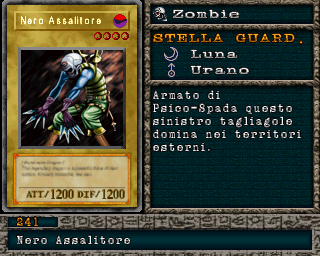 Nero Assalitore
ATT/1200 DIF/1200
Zombie
STELLA GUARD.
Luna
Urano
Armato di
Psico-Spada questo
sinistro tagliagole
domina nei territori
esterni.
241
Nero Assalitore